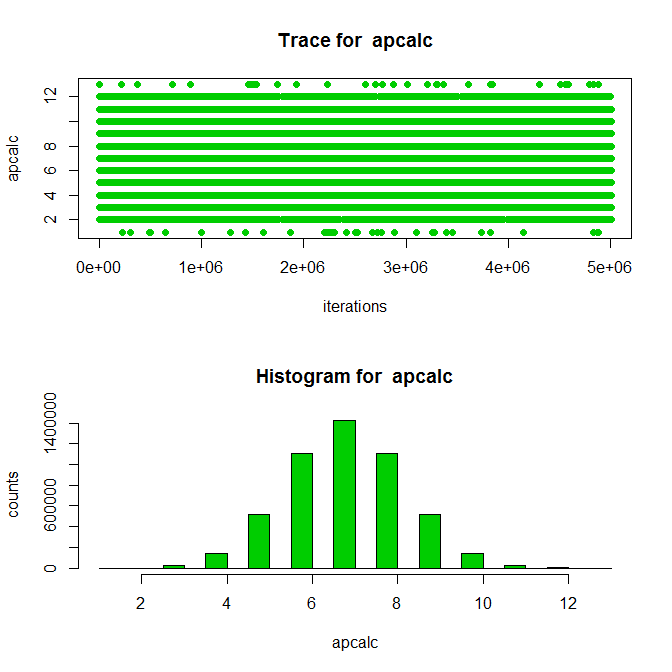 Trace for apcalc
12
8
6
4
2
apcalc
0e+00 1e+06 2e+06 3e+06 4e+06 5e+06
iterations
Histogram for apcalc
1400000
600000
0
counts
2 4 6 8 10 12
apcalc